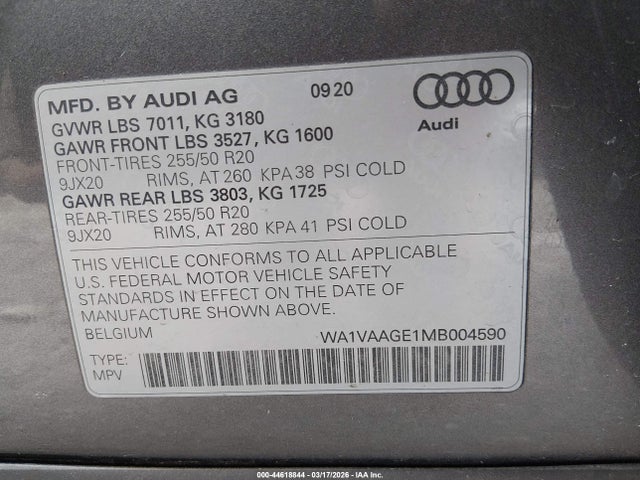 MFD. BY AUDI AG 0920
GVWR LBS 7011, KG 3180
GAWR FRONT LBS 3527, KG 1600
Audi
FRONT-TIRES 255/50 R20
9JX20 RIMS, AT 260 KPA 38 PSI COLD
GAWR REAR LBS 3803, KG 1725
REAR-TIRES 255/50 R20
9JX20 RIMS, AT 280 KPA 41 PSI COLD
THIS VEHICLE CONFORMS TO ALL APPLICABLE
U.S. FEDERAL MOTOR VEHICLE SAFETY
STANDARDS IN EFFECT ON THE DATE OF
MANUFACTURE SHOWN ABOVE.
BELGIUM WA1VAAGE1MB004590
TYPE:
MPV
000-44618844 - 03/17/2026 - IAA Inc.